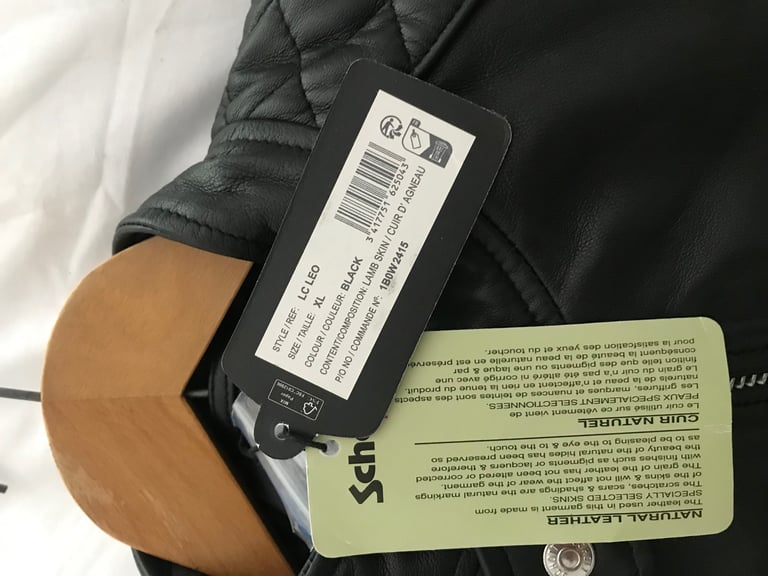 STYLE / REF: LC LEO
SIZE / TAILLE: XL
COLOUR / COULEUR: BLACK
CONTENT/COMPOSITION: LAMB SKIN / CUIR D' AGNEAU
P/O NO / COMMANDE N°: 1B0W2415
3 417751 625043
NATURAL LEATHER
The leather used in this garment is made from
SPECIALLY SELECTED SKINS.
The scratches, scars & shadings are the natural markings
of the skins & will not affect the wear of the garment.
The grain of the leather has not been altered or corrected
with finishes such as pigments or lacquers & therefore
the beauty of the natural hides has been so preserved
as to be pleasing to the eye & to the touch.
CUIR NATUREL
Le cuir utilisé sur ce vêtement vient de
PEAUX SPECIALEMENT SELECTIONNEES.
Les griffures, marques et nuances de teintes sont des aspects
naturels de la peau & n'affectent en rien la tenue du produit.
Le grain du cuir n'a pas été altéré ni corrigé avec une
finition telle que des pigments ou une laque & par
conséquent la beauté de la peau naturelle en est préservée
pour la satisfaction des yeux et du toucher.
Scho